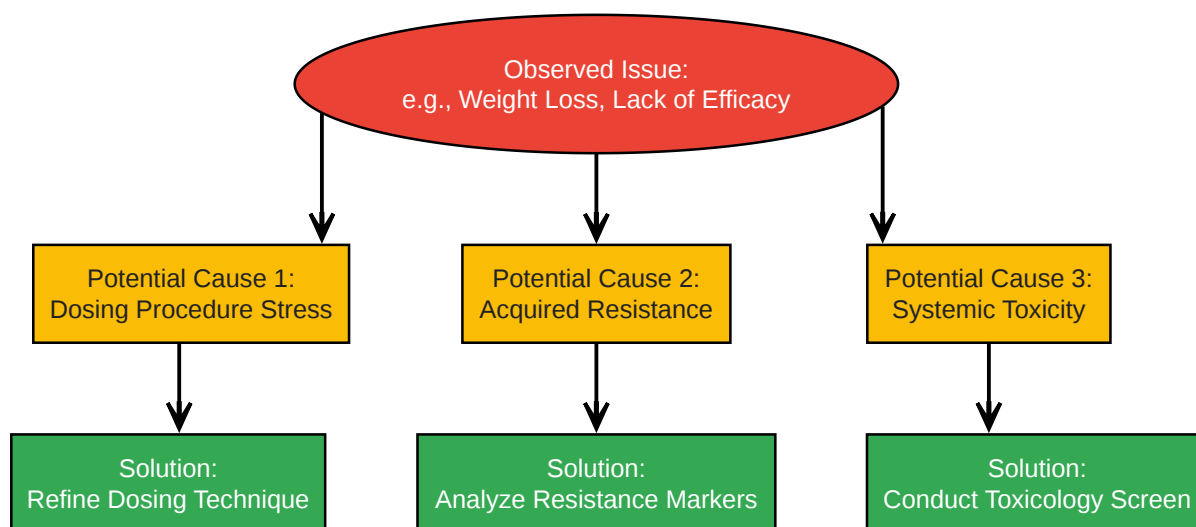 Observed Issue:
e.g., Weight Loss, Lack of Efficacy
Potential Cause 1:
Dosing Procedure Stress
Potential Cause 2:
Acquired Resistance
Potential Cause 3:
Systemic Toxicity
Solution:
Refine Dosing Technique
Solution:
Analyze Resistance Markers
Solution:
Conduct Toxicology Screen